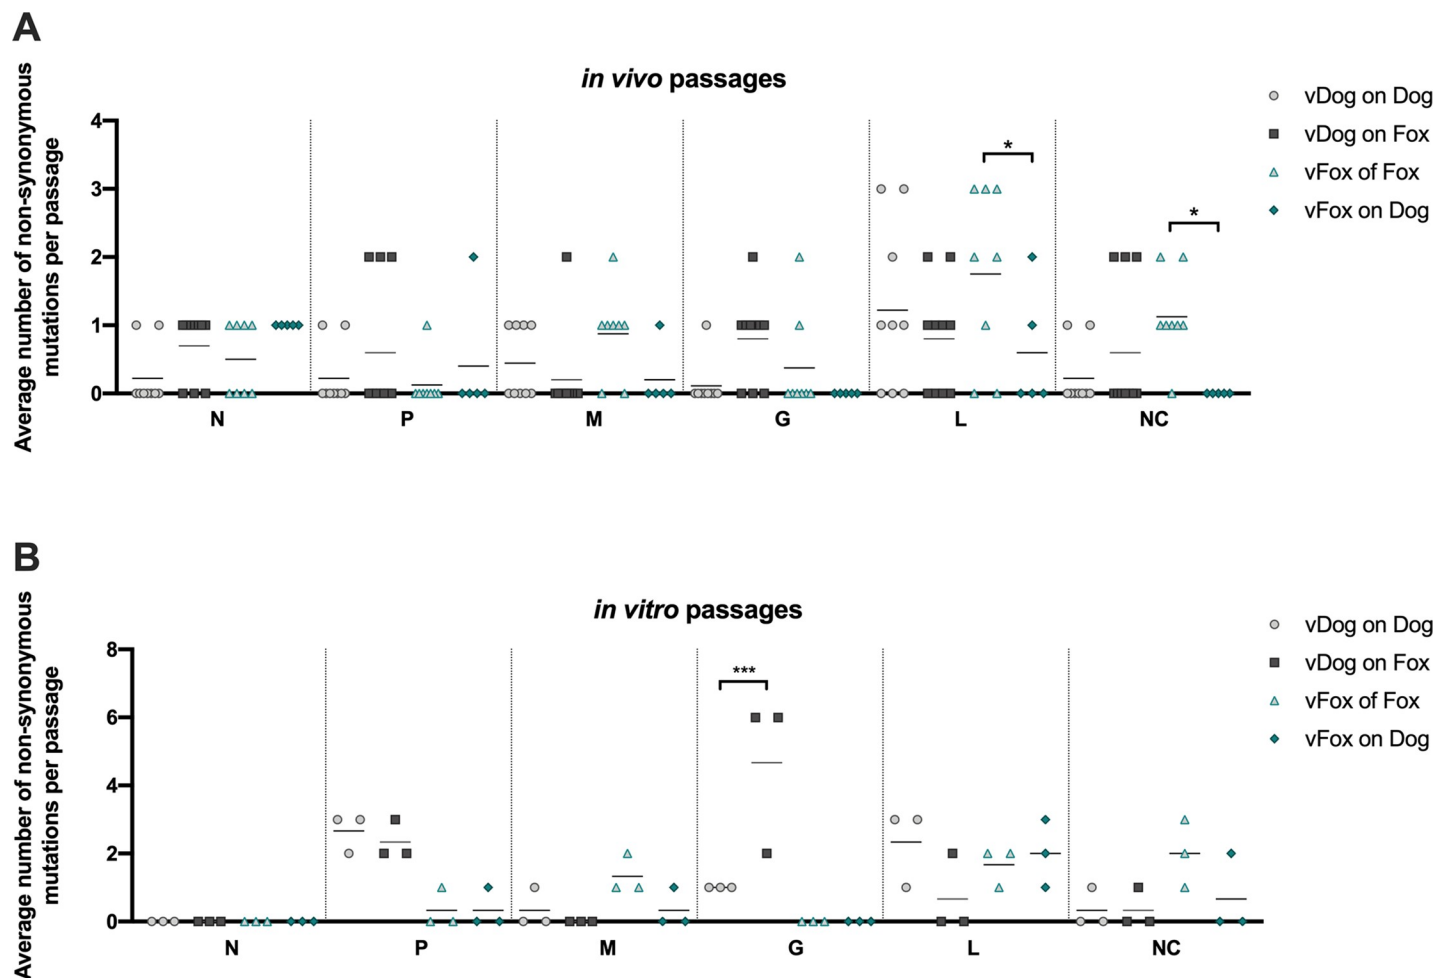 A
in vivo passages
Average number of non-synonymous
mutations per passage
4
3
2
1
0
*
*
N P M G L NC
vDog on Dog
vDog on Fox
vFox of Fox
vFox on Dog
B
in vitro passages
Average number of non-synonymous
mutations per passage
8
6
4
2
0
***
N P M G L NC
vDog on Dog
vDog on Fox
vFox of Fox
vFox on Dog